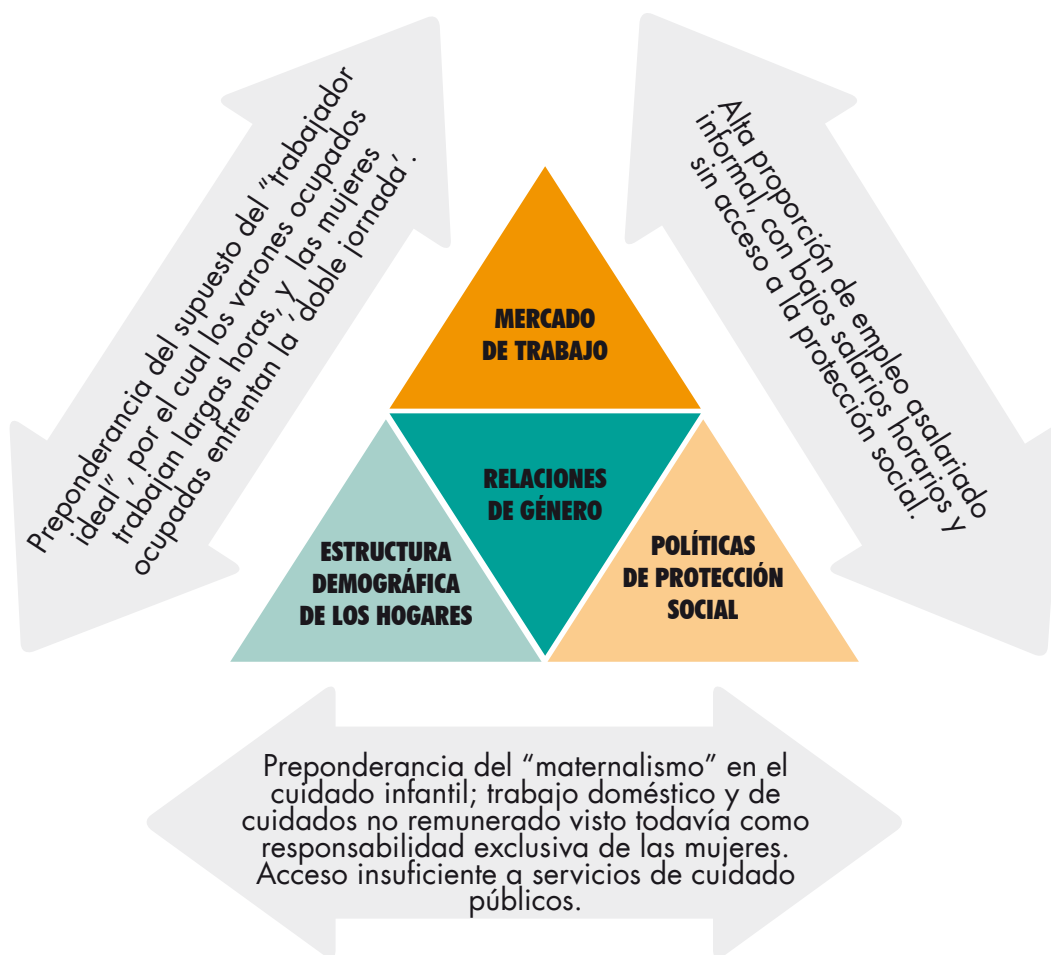 Preponderancia del supuesto del "trabajador
ideal", por el cual los varones ocupados
trabajan largas horas, y las mujeres
ocupadas enfrentan la ´doble jornada´.
Alta proporción de empleo asalariado
informal, con bajos salarios horarios y
sin acceso a la protección social.
MERCADO
DE TRABAJO
RELACIONES
DE GÉNERO
ESTRUCTURA
DEMOGRÁFICA
DE LOS HOGARES
POLÍTICAS
DE PROTECCIÓN
SOCIAL
Preponderancia del “maternalismo” en el
cuidado infantil; trabajo doméstico y de
cuidados no remunerado visto todavía como
responsabilidad exclusiva de las mujeres.
Acceso insuficiente a servicios de cuidado
públicos.